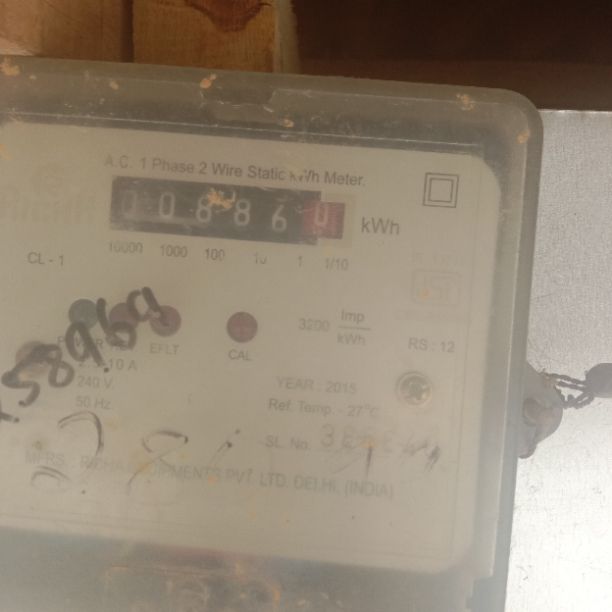 A.C. 1 Phase 2 Wire Static kWh Meter.
0 0 8 8 6 0 kWh
10000 1000 100 10 1 1/10
CL - 1
3200 Imp/kWh
EFLT
CAL
RS : 12
10 A
240 V.
50 Hz.
YEAR : 2015
Ref. Temp. - 27°C
SL. No.
MFRS. PVT. LTD. DELHI, (INDIA)
58969